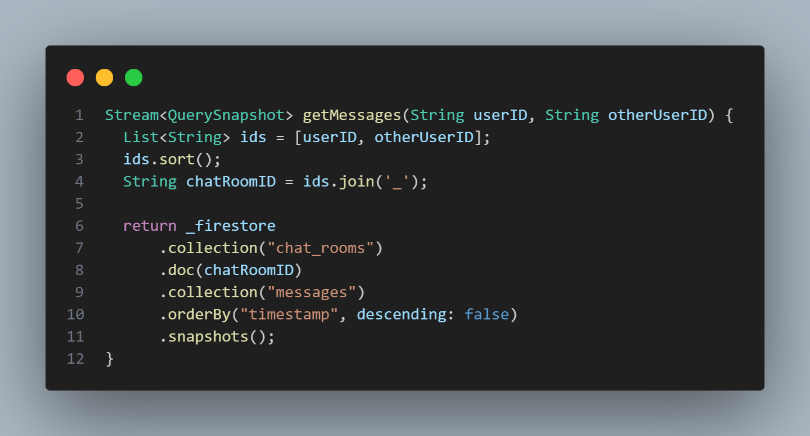 1 Stream<QuerySnapshot> getMessages(String userID, String otherUserID) {
2   List<String> ids = [userID, otherUserID];
3   ids.sort();
4   String chatRoomID = ids.join('_');
5
6   return _firestore
7       .collection("chat_rooms")
8       .doc(chatRoomID)
9       .collection("messages")
10       .orderBy("timestamp", descending: false)
11       .snapshots();
12 }